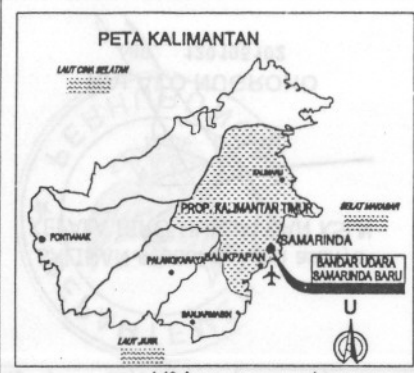 PETA KALIMANTAN
LAUT CINA SELATAN
PROP. KALIMANTAN TIMUR
SELAT MAKASAR
PONTIANAK
SAMARINDA
PALANGKARAYA
BALIKPAPAN
BANDAR UDARA
SAMARINDA BARU
BANJARMASIN
U
LAUT JAWA